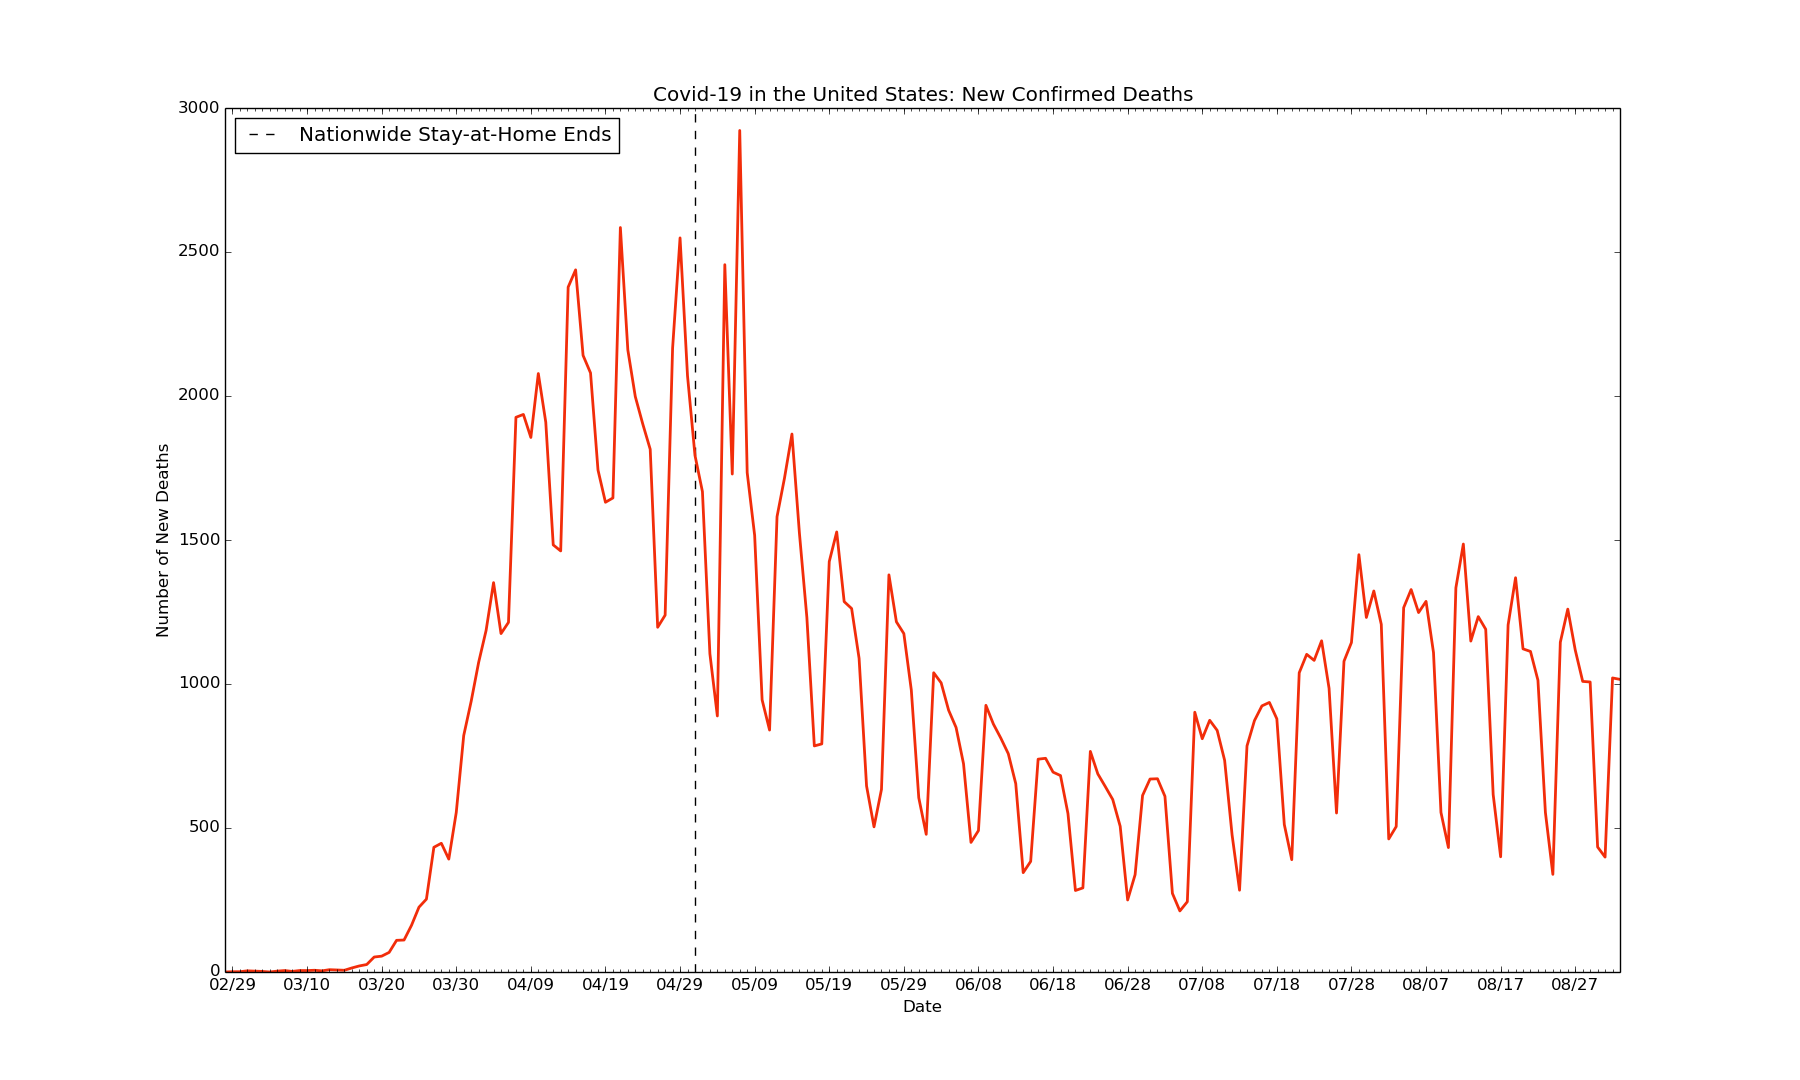 Covid-19 in the United States: New Confirmed Deaths
Nationwide Stay-at-Home Ends
3000
2500
2000
1500
1000
500
0
Number of New Deaths
02/29 03/10 03/20 03/30 04/09 04/19 04/29 05/09 05/19 05/29 06/08 06/18 06/28 07/08 07/18 07/28 08/07 08/17 08/27
Date